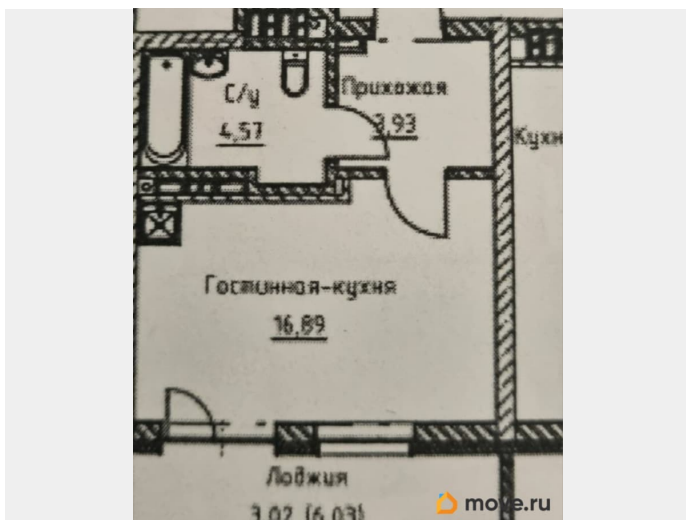 С/у
4,57
Прихожая
3,93
Кухн
Гостинная-кухня
16,89
Лоджия
3,02 (6,03)
move.ru